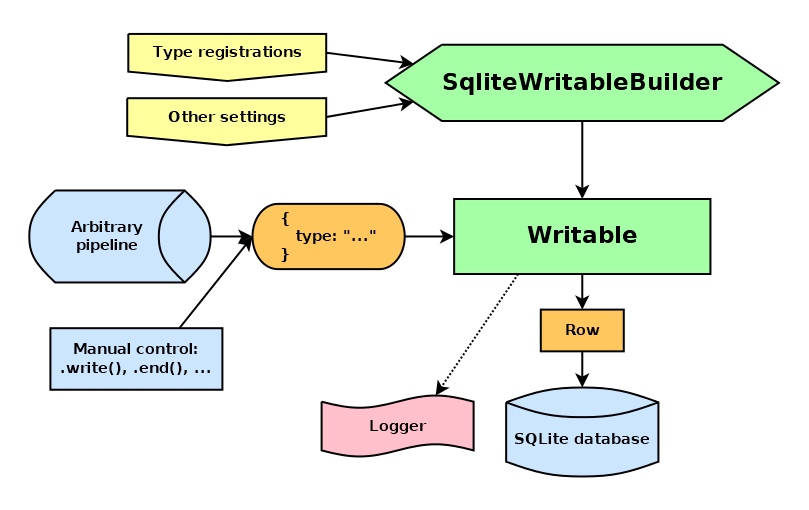 Type registrations
SqliteWritableBuilder
Other settings
Arbitrary
pipeline
{
type: "..."
}
Writable
Manual control:
.write(), .end(), ...
Row
Logger
SQLite database